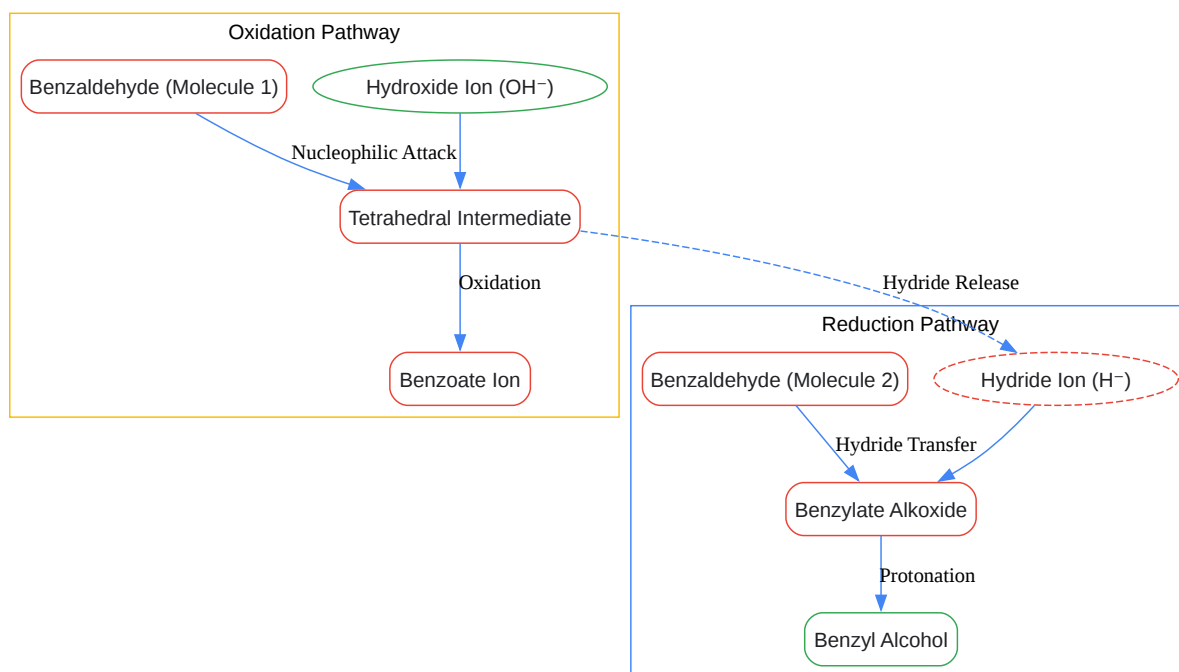 Oxidation Pathway
Benzaldehyde (Molecule 1)
Hydroxide Ion (OH⁻)
Nucleophilic Attack
Tetrahedral Intermediate
Oxidation
Hydride Release
Benzoate Ion
Reduction Pathway
Benzaldehyde (Molecule 2)
Hydride Ion (H⁻)
Hydride Transfer
Benzylate Alkoxide
Protonation
Benzyl Alcohol